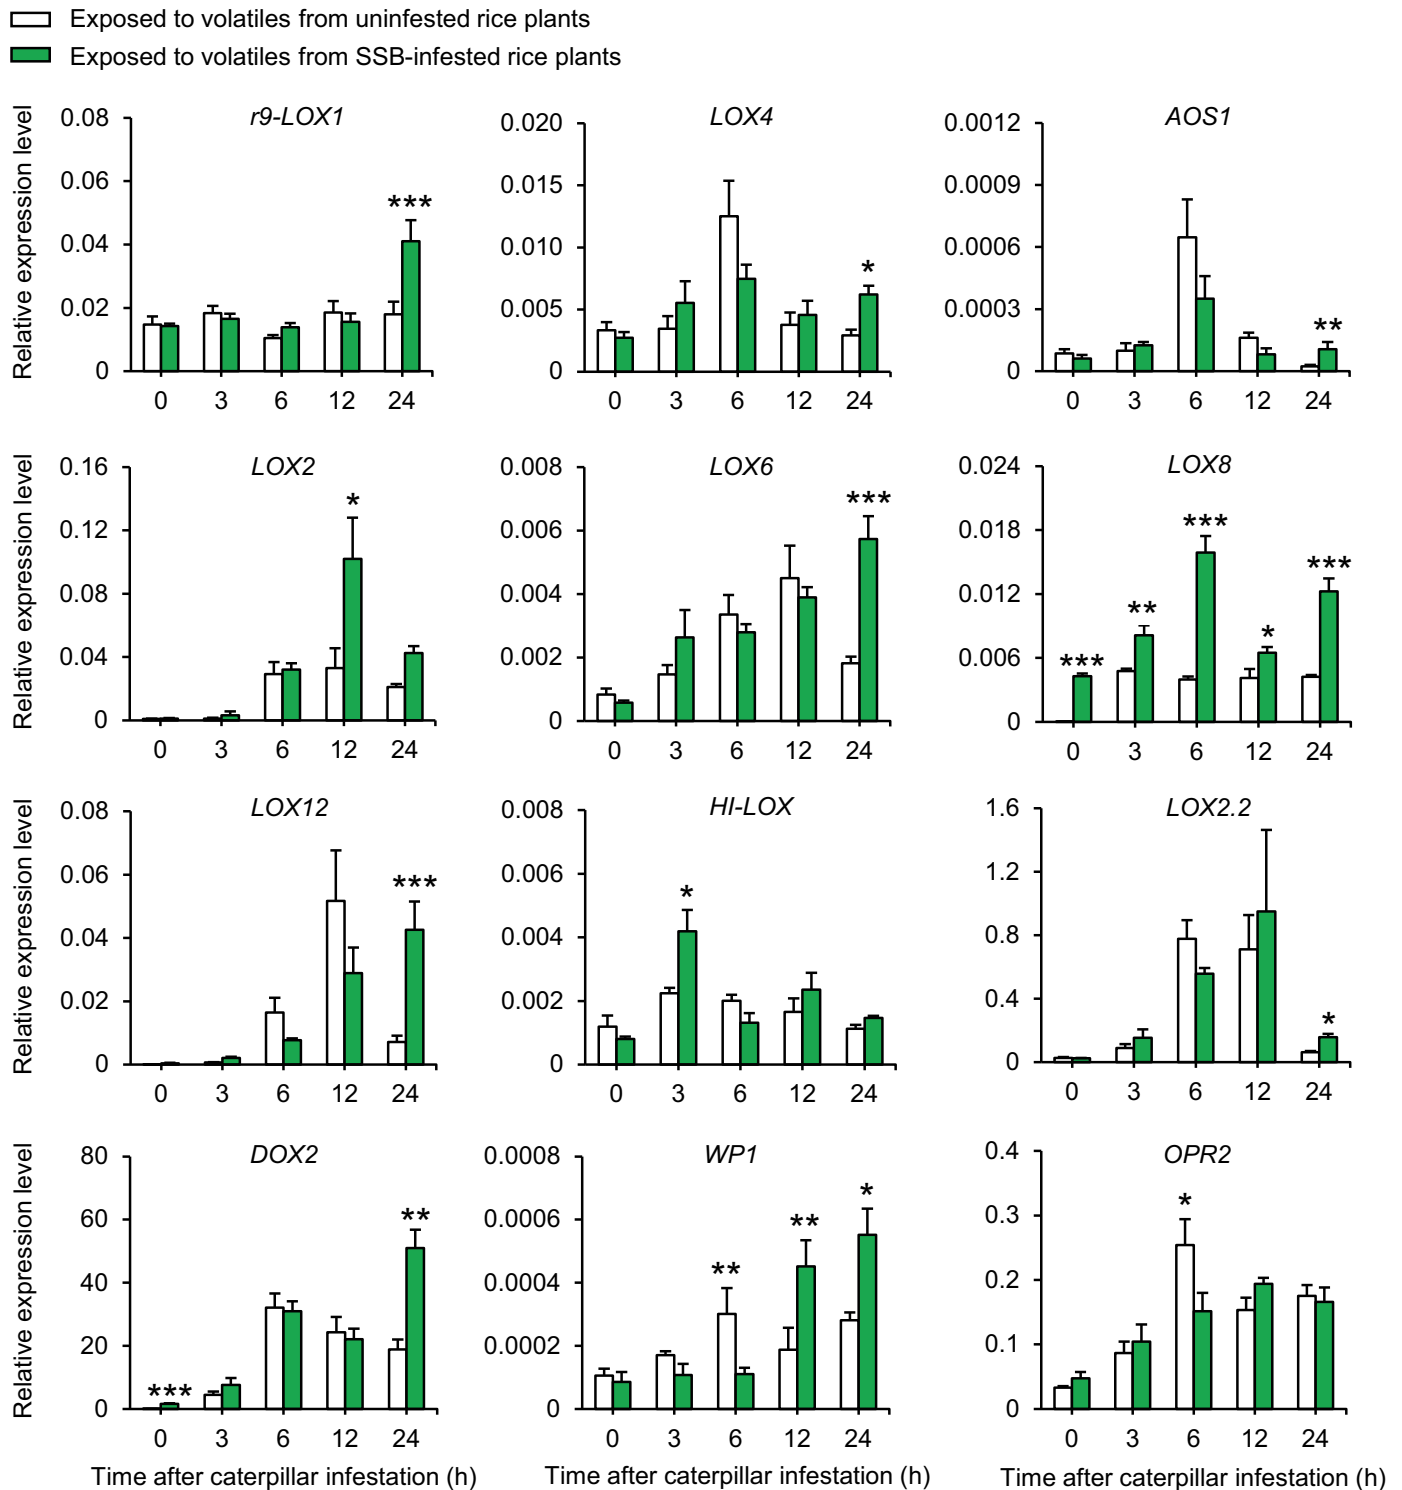 Exposed to volatiles from uninfested rice plants
Exposed to volatiles from SSB-infested rice plants
Relative expression level
r9-LOX1
0.08
0.06
0.04
0.02
0
***
0 3 6 12 24
LOX4
0.020
0.015
0.010
0.005
0
*
0 3 6 12 24
AOS1
0.0012
0.0009
0.0006
0.0003
0
**
0 3 6 12 24
Relative expression level
LOX2
0.16
0.12
0.08
0.04
0
*
0 3 6 12 24
LOX6
0.008
0.006
0.004
0.002
0
***
0 3 6 12 24
LOX8
0.024
0.018
0.012
0.006
0
*** ** *** * ***
0 3 6 12 24
Relative expression level
LOX12
0.08
0.06
0.04
0.02
0
***
0 3 6 12 24
HI-LOX
0.008
0.006
0.004
0.002
0
*
0 3 6 12 24
LOX2.2
1.6
1.2
0.8
0.4
0
*
0 3 6 12 24
Relative expression level
DOX2
80
60
40
20
0
*** **
0 3 6 12 24
Time after caterpillar infestation (h)
WP1
0.0008
0.0006
0.0004
0.0002
0
** ** *
0 3 6 12 24
Time after caterpillar infestation (h)
OPR2
0.4
0.3
0.2
0.1
0
*
0 3 6 12 24
Time after caterpillar infestation (h)